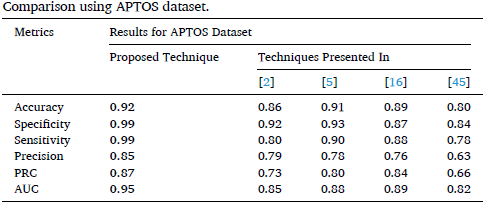 Comparison using APTOS dataset.
Metrics Results for APTOS Dataset
Proposed Technique Techniques Presented In
[2] [5] [16] [45]
Accuracy 0.92 0.86 0.91 0.89 0.80
Specificity 0.99 0.92 0.93 0.87 0.84
Sensitivity 0.99 0.80 0.90 0.88 0.78
Precision 0.85 0.79 0.78 0.76 0.63
PRC 0.87 0.73 0.80 0.84 0.66
AUC 0.95 0.85 0.88 0.89 0.82